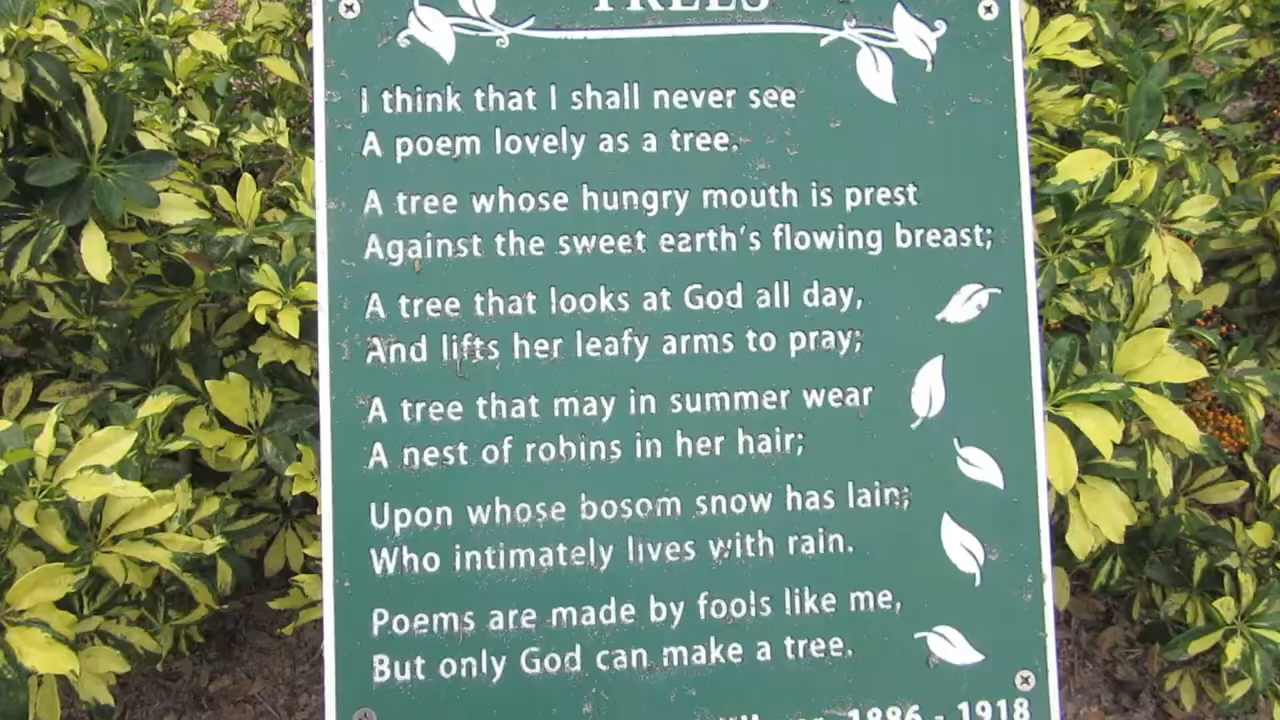 TREES
I think that I shall never see
A poem lovely as a tree.
A tree whose hungry mouth is prest
Against the sweet earth's flowing breast;
A tree that looks at God all day,
And lifts her leafy arms to pray;
A tree that may in summer wear
A nest of robins in her hair;
Upon whose bosom snow has lain;
Who intimately lives with rain.
Poems are made by fools like me,
But only God can make a tree.
1886 - 1918